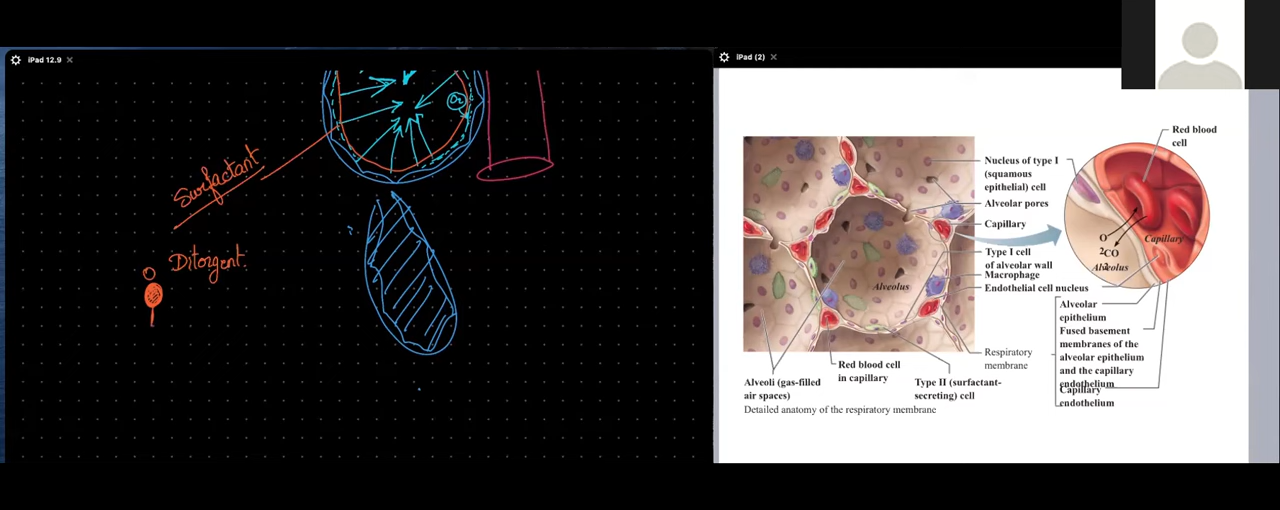 iPad 12.9
iPad (2)
O₂
Surfactant
Ditorgent.
Red blood
cell
Nucleus of type I
(squamous
epithelial) cell
Alveolar pores
Capillary
Type I cell
of alveolar wall
Macrophage
Endothelial cell nucleus
O
2CO
Capillary
Alveolus
Alveolus
Alveolar
epithelium
Fused basement
membranes of the
alveolar epithelium
and the capillary
endothelium
Capillary
endothelium
Respiratory
membrane
Red blood cell
in capillary
Type II (surfactant-
secreting) cell
Alveoli (gas-filled
air spaces)
Detailed anatomy of the respiratory membrane